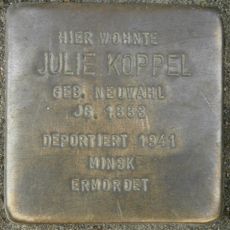 HIER WOHNTE
JULIE KOPPEL
GEB. NEUWAHL
JG. 1883
DEPORTIERT 1941
MINSK
ERMORDET